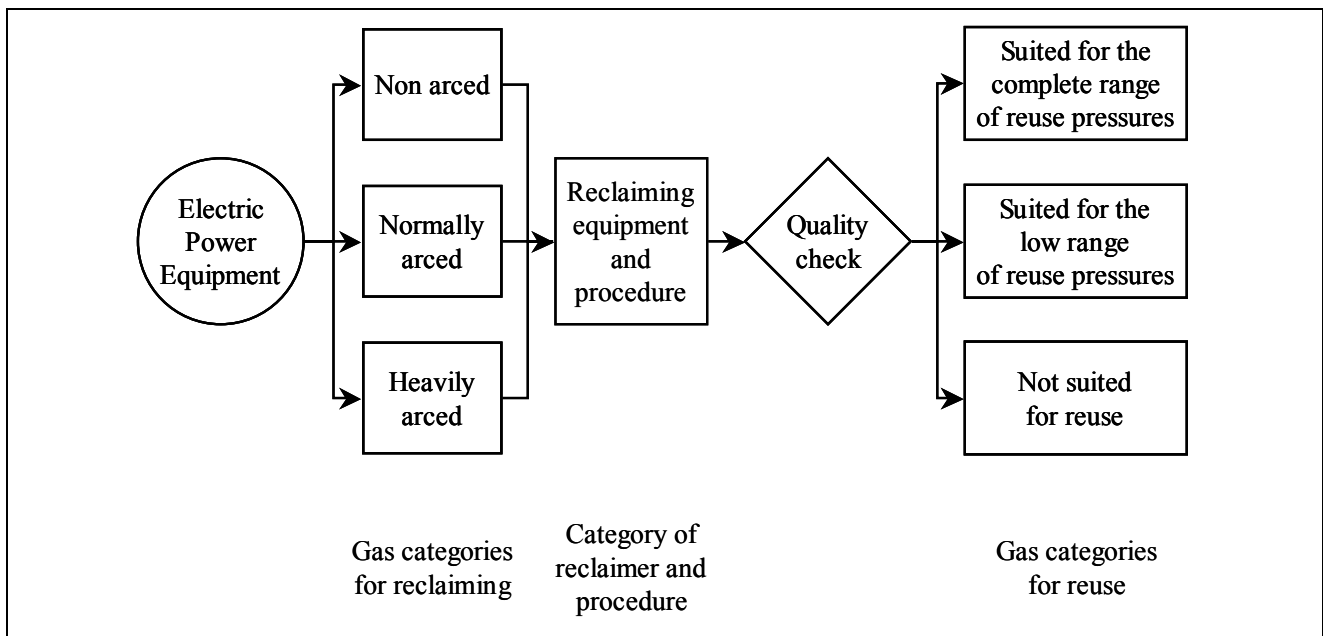 Electric
Power
Equipment
Non arced
Normally
arced
Heavily
arced
Reclaiming
equipment
and
procedure
Quality
check
Suited for the
complete range
of reuse pressures
Suited for the
low range
of reuse pressures
Not suited
for reuse
Gas categories
for reclaiming
Category of
reclaimer and
procedure
Gas categories
for reuse